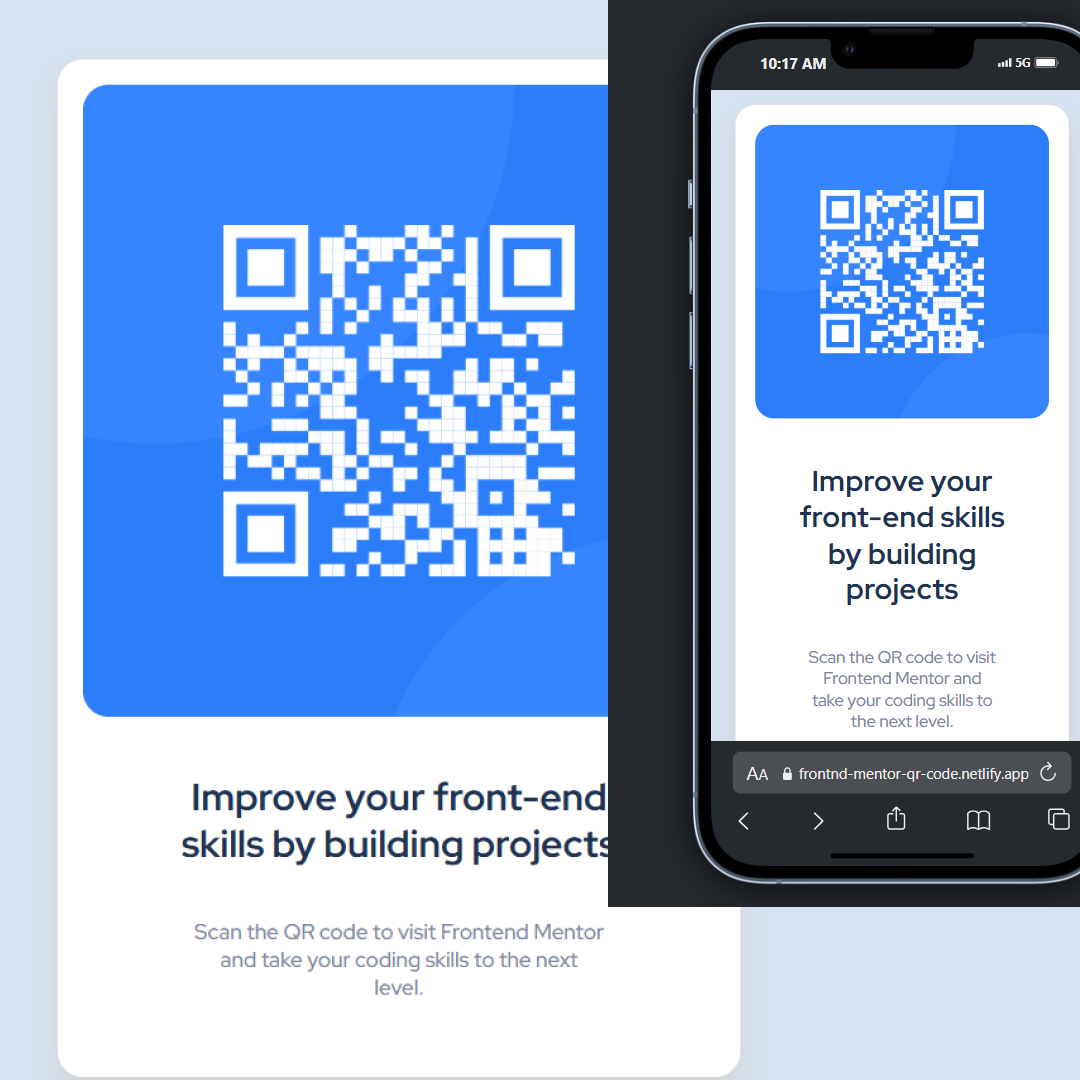 Improve your front-end
skills by building projects
Scan the QR code to visit Frontend Mentor
and take your coding skills to the next
level.
10:17 AM
5G
Improve your
front-end skills
by building
projects
Scan the QR code to visit
Frontend Mentor and
take your coding skills to
the next level.
AA frontnd-mentor-qr-code.netlify.app